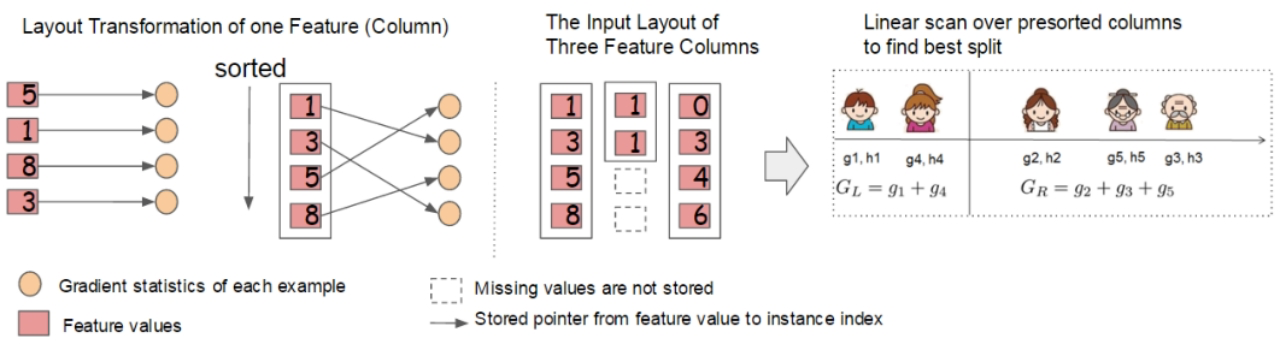 Layout Transformation of one Feature (Column)
The Input Layout of
Three Feature Columns
Linear scan over presorted columns
to find best split
sorted
5
1
8
3
1
3
5
8
1
3
5
8
1
1
0
3
4
6
g1, h1
g4, h4
g2, h2
g5, h5
g3, h3
G_L = g_1 + g_4
G_R = g_2 + g_3 + g_5
Gradient statistics of each example
Feature values
Missing values are not stored
Stored pointer from feature value to instance index